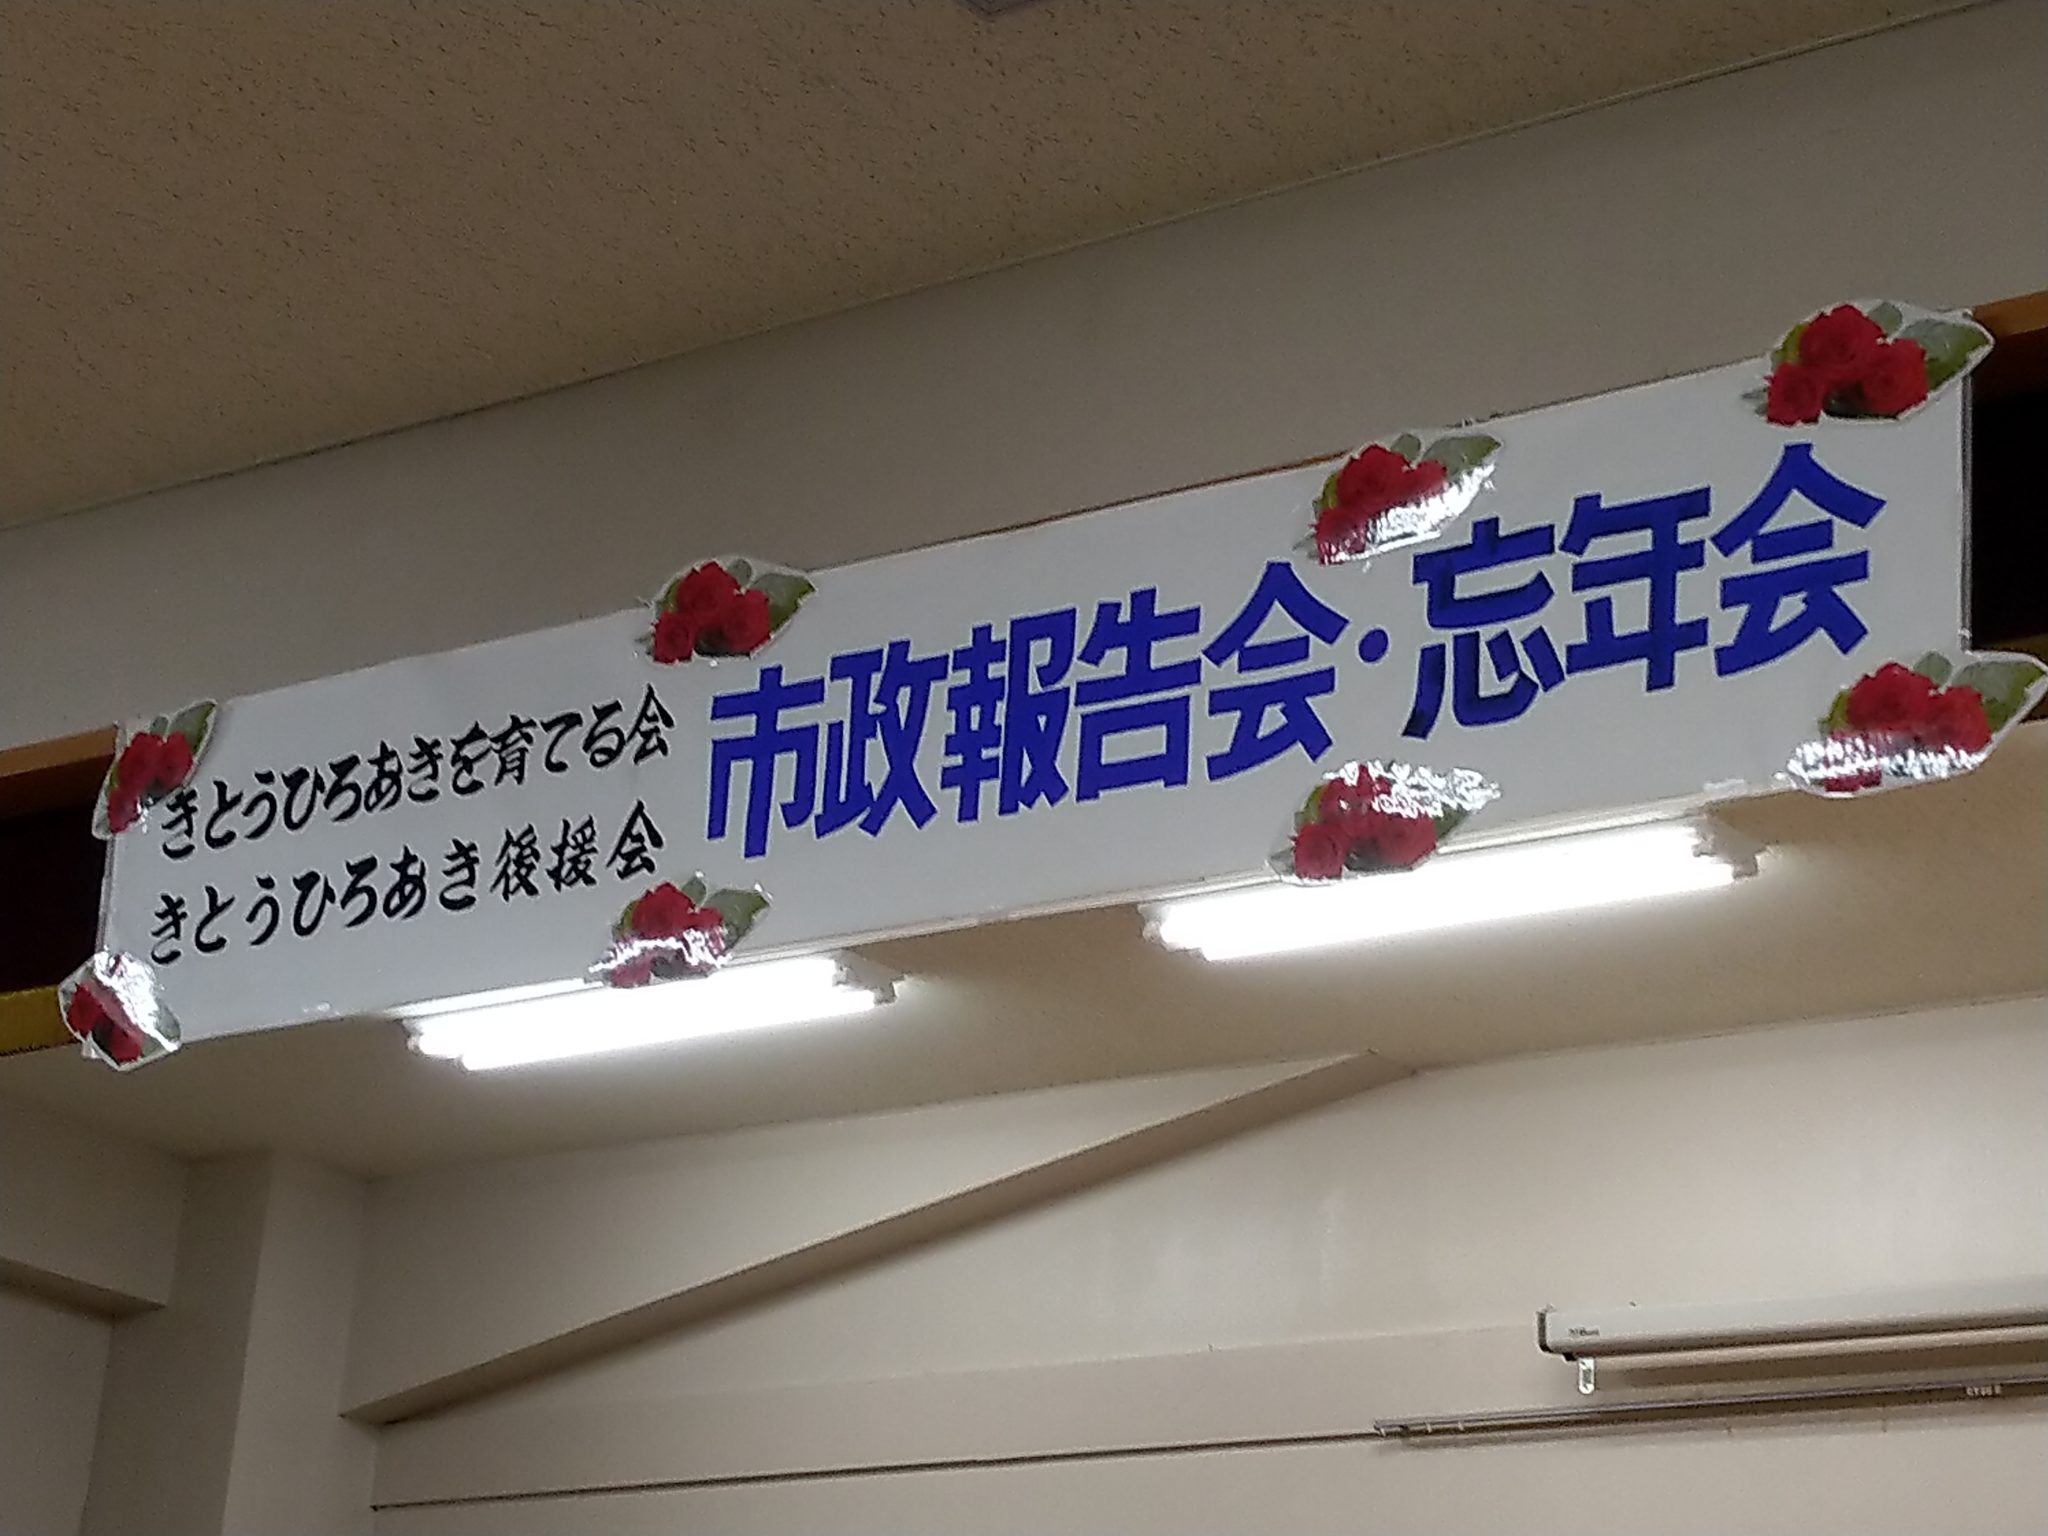 きとうひろあきを育てる会
きとうひろあき後援会
市政報告会・忘年会